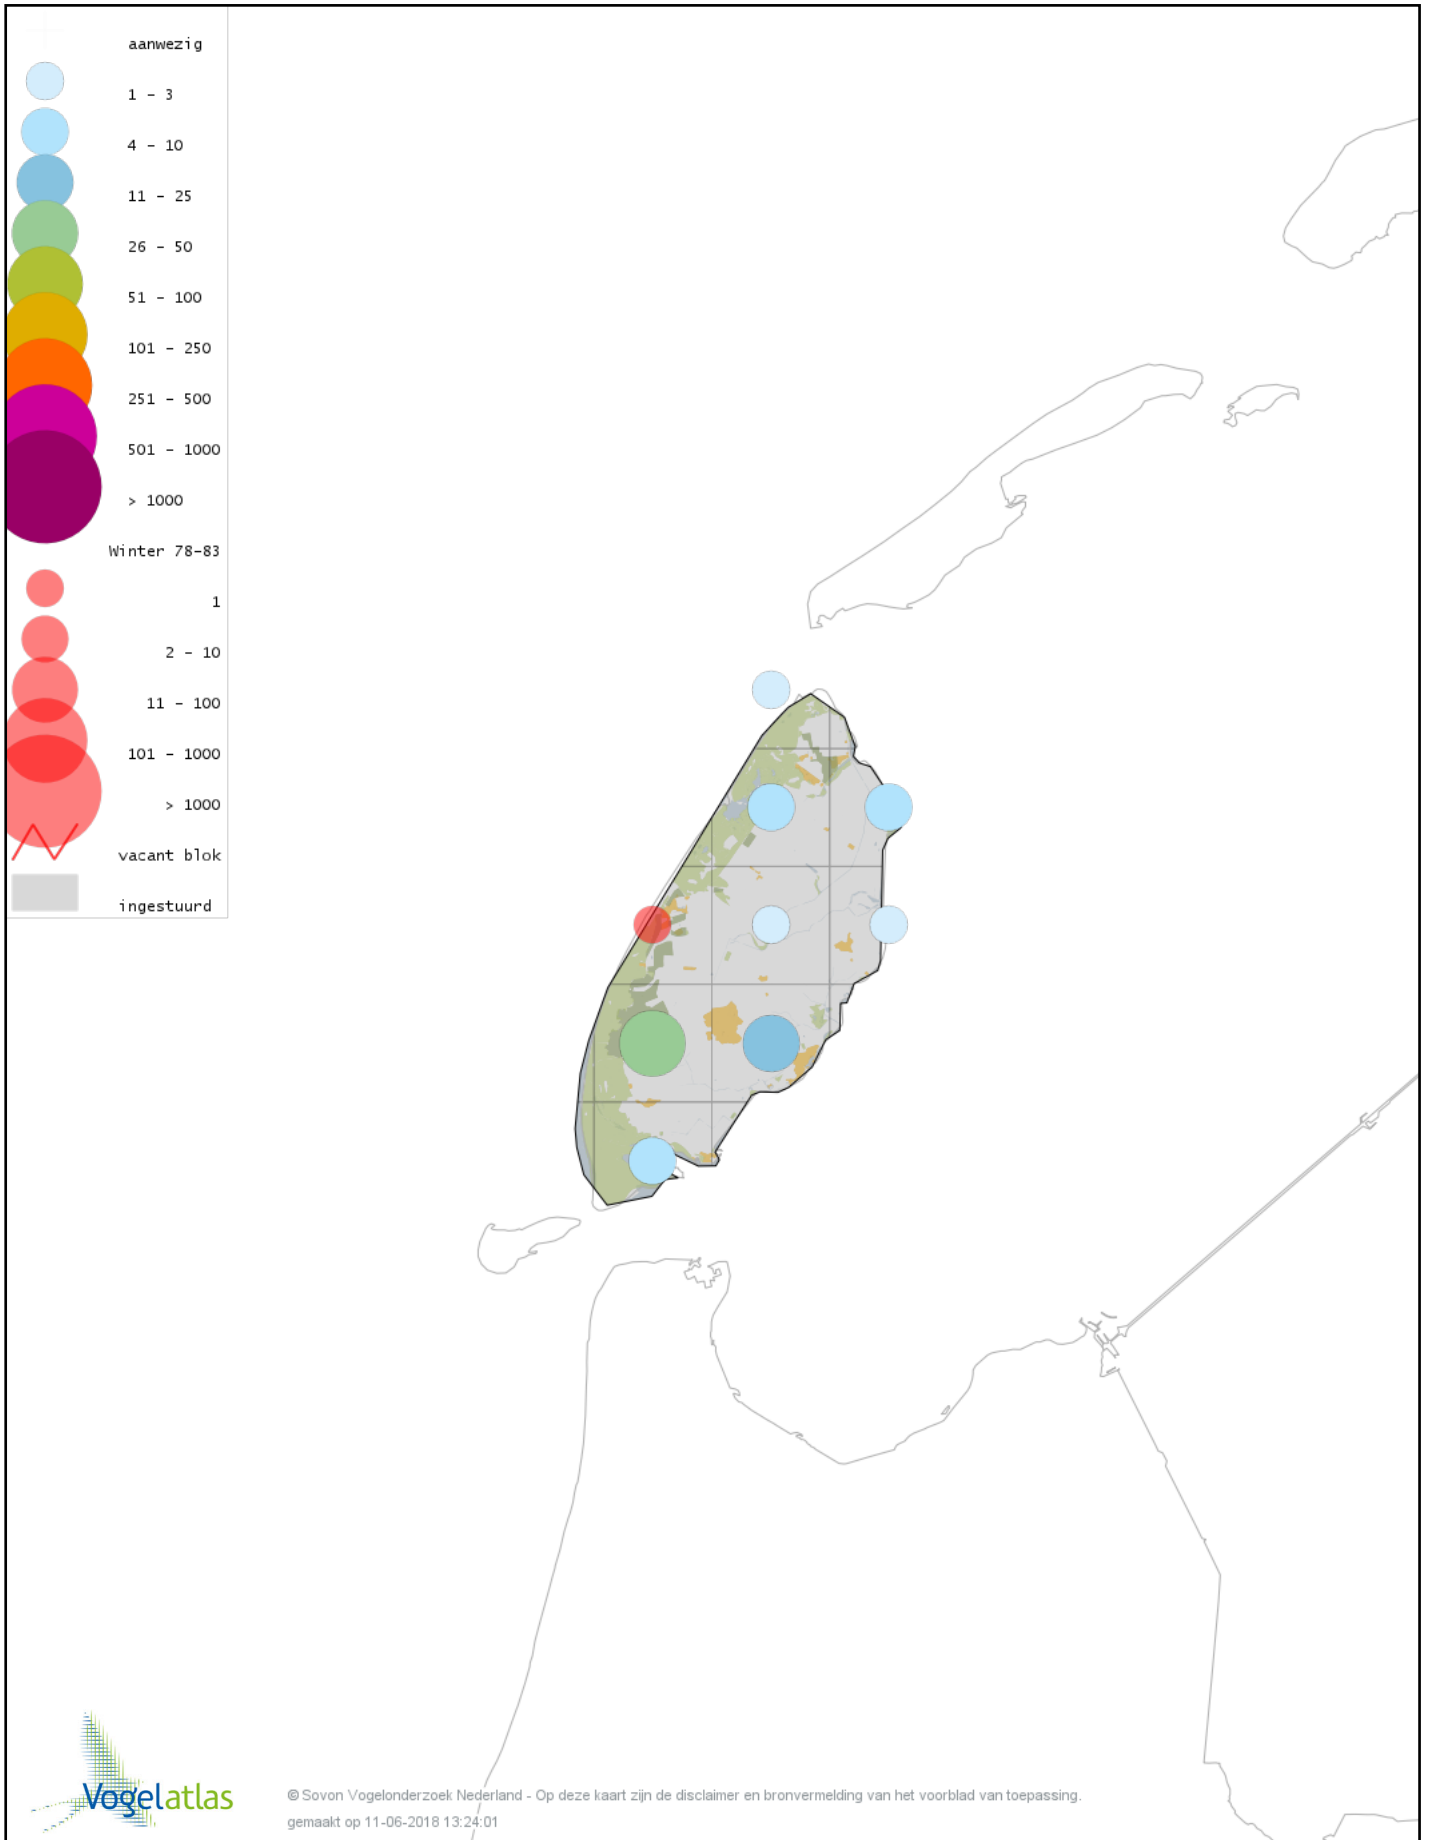 aanwezig
1 - 3
4 - 10
11 - 25
26 - 50
51 - 100
101 - 250
251 - 500
501 - 1000
> 1000
Winter 78-83
1
2 - 10
11 - 100
101 - 1000
> 1000
vacant blok
ingestuurd
Vogelatlas
© Sovon Vogelonderzoek Nederland - Op deze kaart zijn de disclaimer en bronvermelding van het voorblad van toepassing.
gemaakt op 11-06-2018 13:24:01